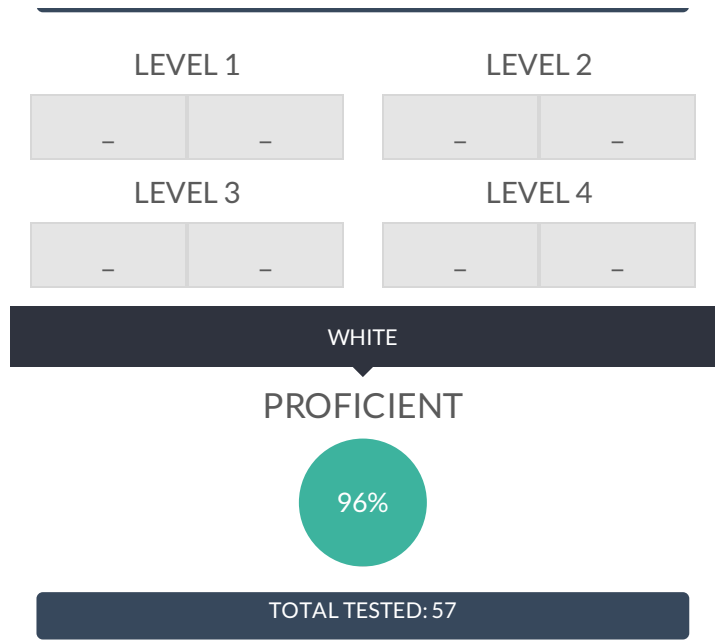 LEVEL 1 LEVEL 2
– – – –
LEVEL 3 LEVEL 4
– – – –
WHITE
PROFICIENT
96%
TOTAL TESTED: 57